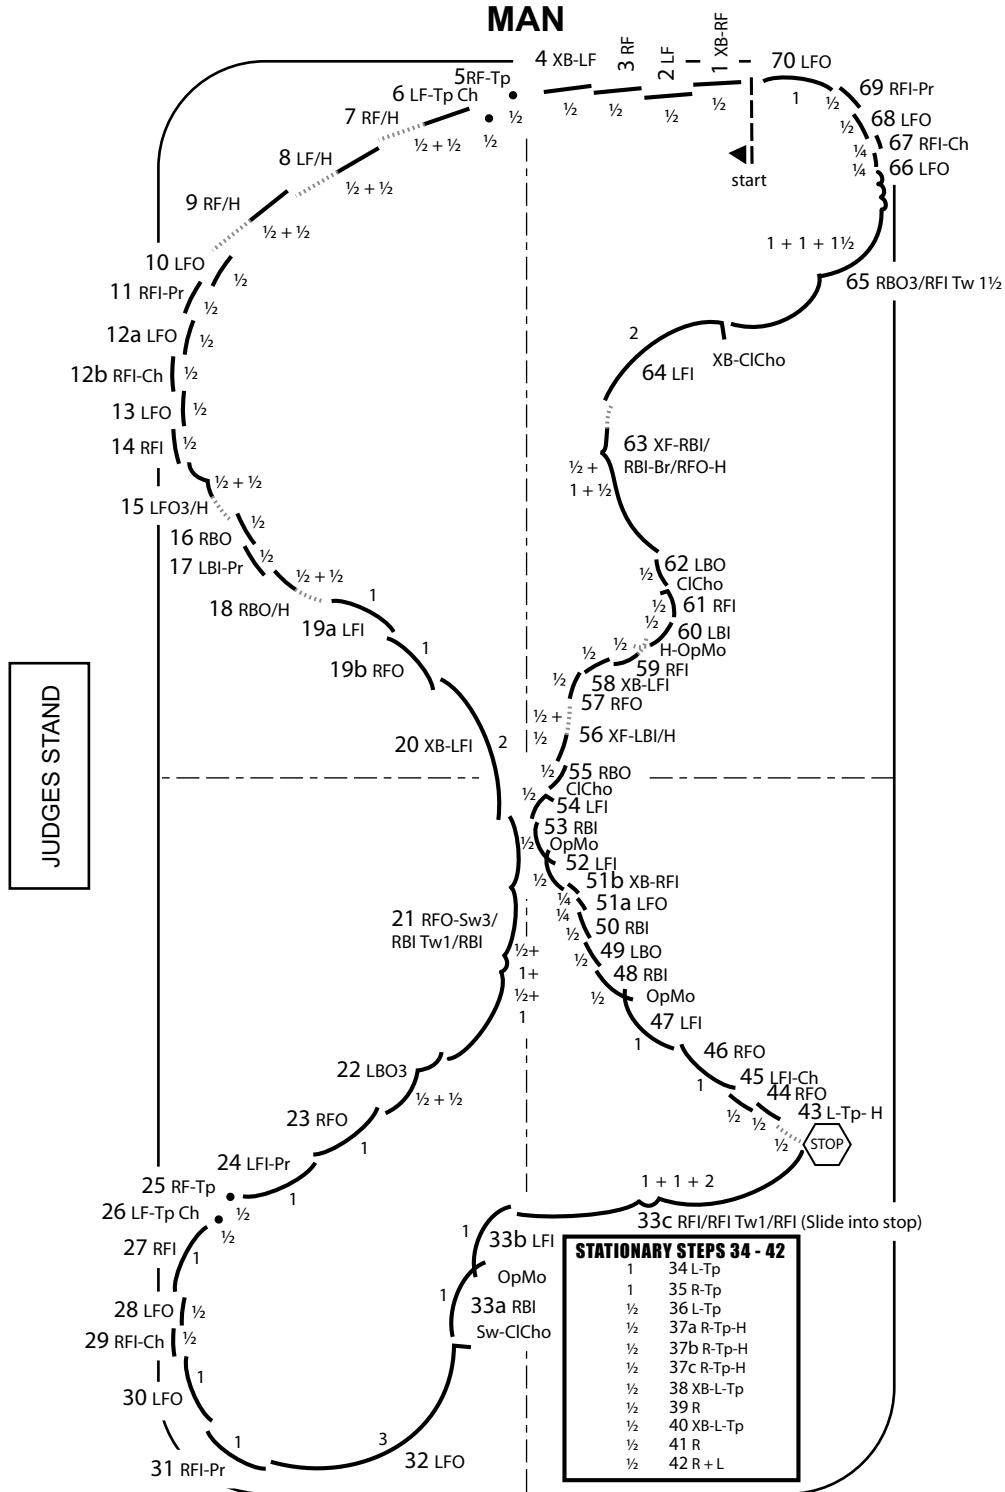 MAN
4 XB-LF
3 RF
2 LF
1 XB-RF
70 LFO
5RF-Tp
6 LF-Tp Ch
7 RF/H
8 LF/H
9 RF/H
½
½
½
½
½
½
½ + ½
½ + ½
½ + ½
start
1
½
69 RFI-Pr
½
68 LFO
¼
67 RFI-Ch
¼
66 LFO
1 + 1 + 1½
65 RBO3/RFI Tw 1½
10 LFO
½
11 RFI-Pr
½
12a LFO
½
12b RFI-Ch
½
13 LFO
½
14 RFI
½
½ + ½
15 LFO3/H
½
16 RBO
½
17 LBI-Pr
½ + ½
18 RBO/H
1
19a LFI
1
19b RFO
20 XB-LFI
2
2
XB-ClCho
64 LFI
63 XF-RBI/
RBI-Br/RFO-H
½ +
1 + ½
62 LBO
½
ClCho
½
61 RFI
½
60 LBI
½
H-OpMo
½
59 RFI
½
58 XB-LFI
57 RFO
½ +
½
56 XF-LBI/H
½
55 RBO
ClCho
½
54 LFI
53 RBI
½
OpMo
52 LFI
½
51b XB-RFI
¼
51a LFO
¼
50 RBI
½
49 LBO
½
48 RBI
½
OpMo
47 LFI
1
46 RFO
1
45 LFI-Ch
44 RFO
½
½
43 L-Tp- H
½
STOP
JUDGES STAND
21 RFO-Sw3/
RBI Tw1/RBI
½+
1+
½+
1
22 LBO3
½ + ½
23 RFO
1
24 LFI-Pr
1
25 RF-Tp
½
26 LF-Tp Ch
½
27 RFI
1
28 LFO
½
29 RFI-Ch
½
30 LFO
1
31 RFI-Pr
1
3
32 LFO
1 + 1 + 2
33c RFI/RFI Tw1/RFI (Slide into stop)
1
33b LFI
OpMo
1
33a RBI
Sw-ClCho
STATIONARY STEPS 34 - 42
1 34 L-Tp
1 35 R-Tp
½ 36 L-Tp
½ 37a R-Tp-H
½ 37b R-Tp-H
½ 37c R-Tp-H
½ 38 XB-L-Tp
½ 39 R
½ 40 XB-L-Tp
½ 41 R
½ 42 R + L